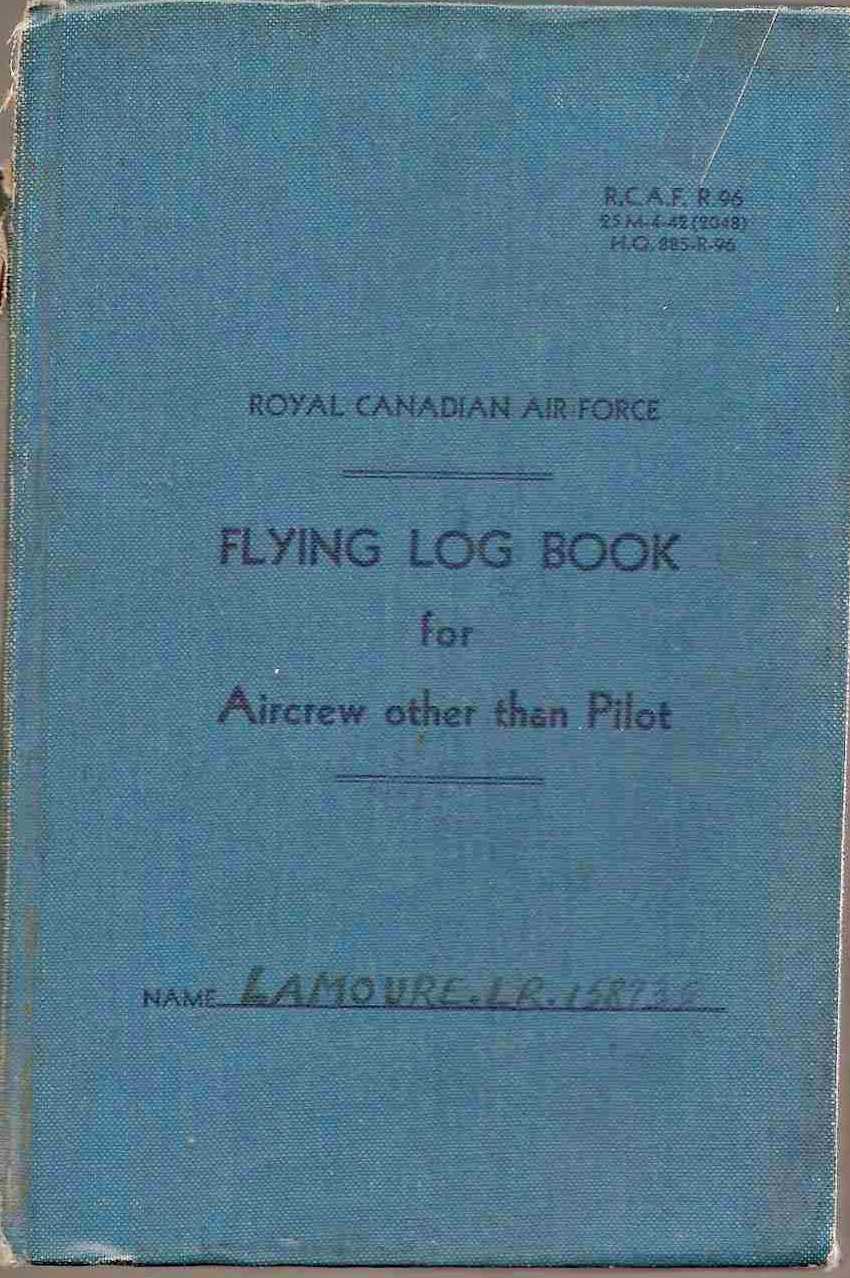 R.C.A.F. R 96
25 M-4-42 (2048)
H.Q. 885-R-96
ROYAL CANADIAN AIR FORCE
FLYING LOG BOOK
for
Aircrew other than Pilot
NAME LAMOURE. L R.